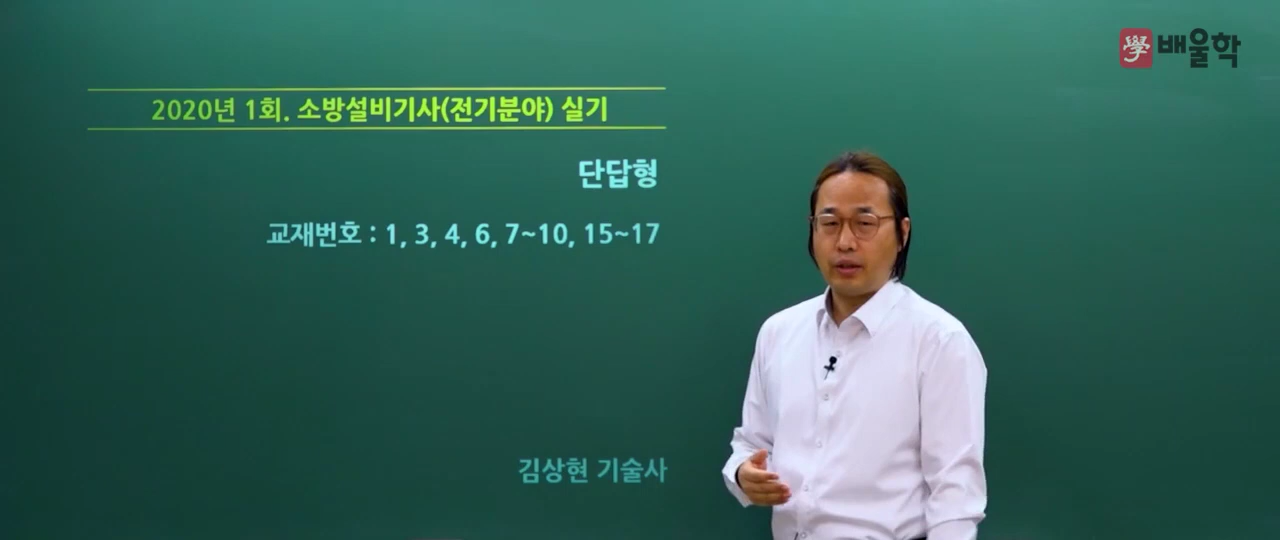 學 배울학
2020년 1회. 소방설비기사(전기분야) 실기
단답형
교재번호 : 1, 3, 4, 6, 7~10, 15~17
김상현 기술사